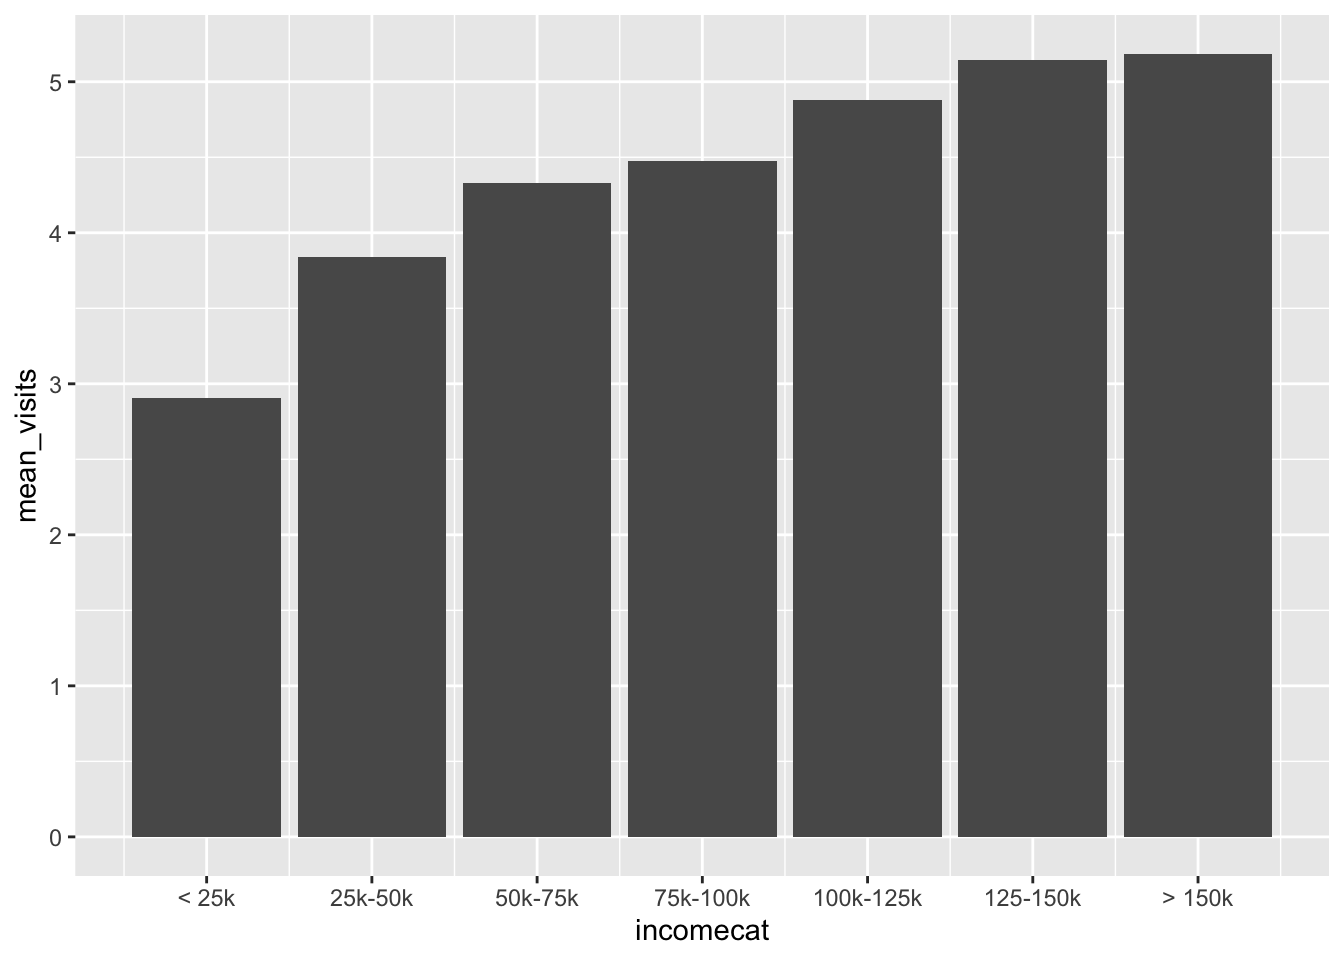 mean_visits
5
4
3
2
1
0
< 25k
25k-50k
50k-75k
75k-100k
100k-125k
125-150k
> 150k
incomecat